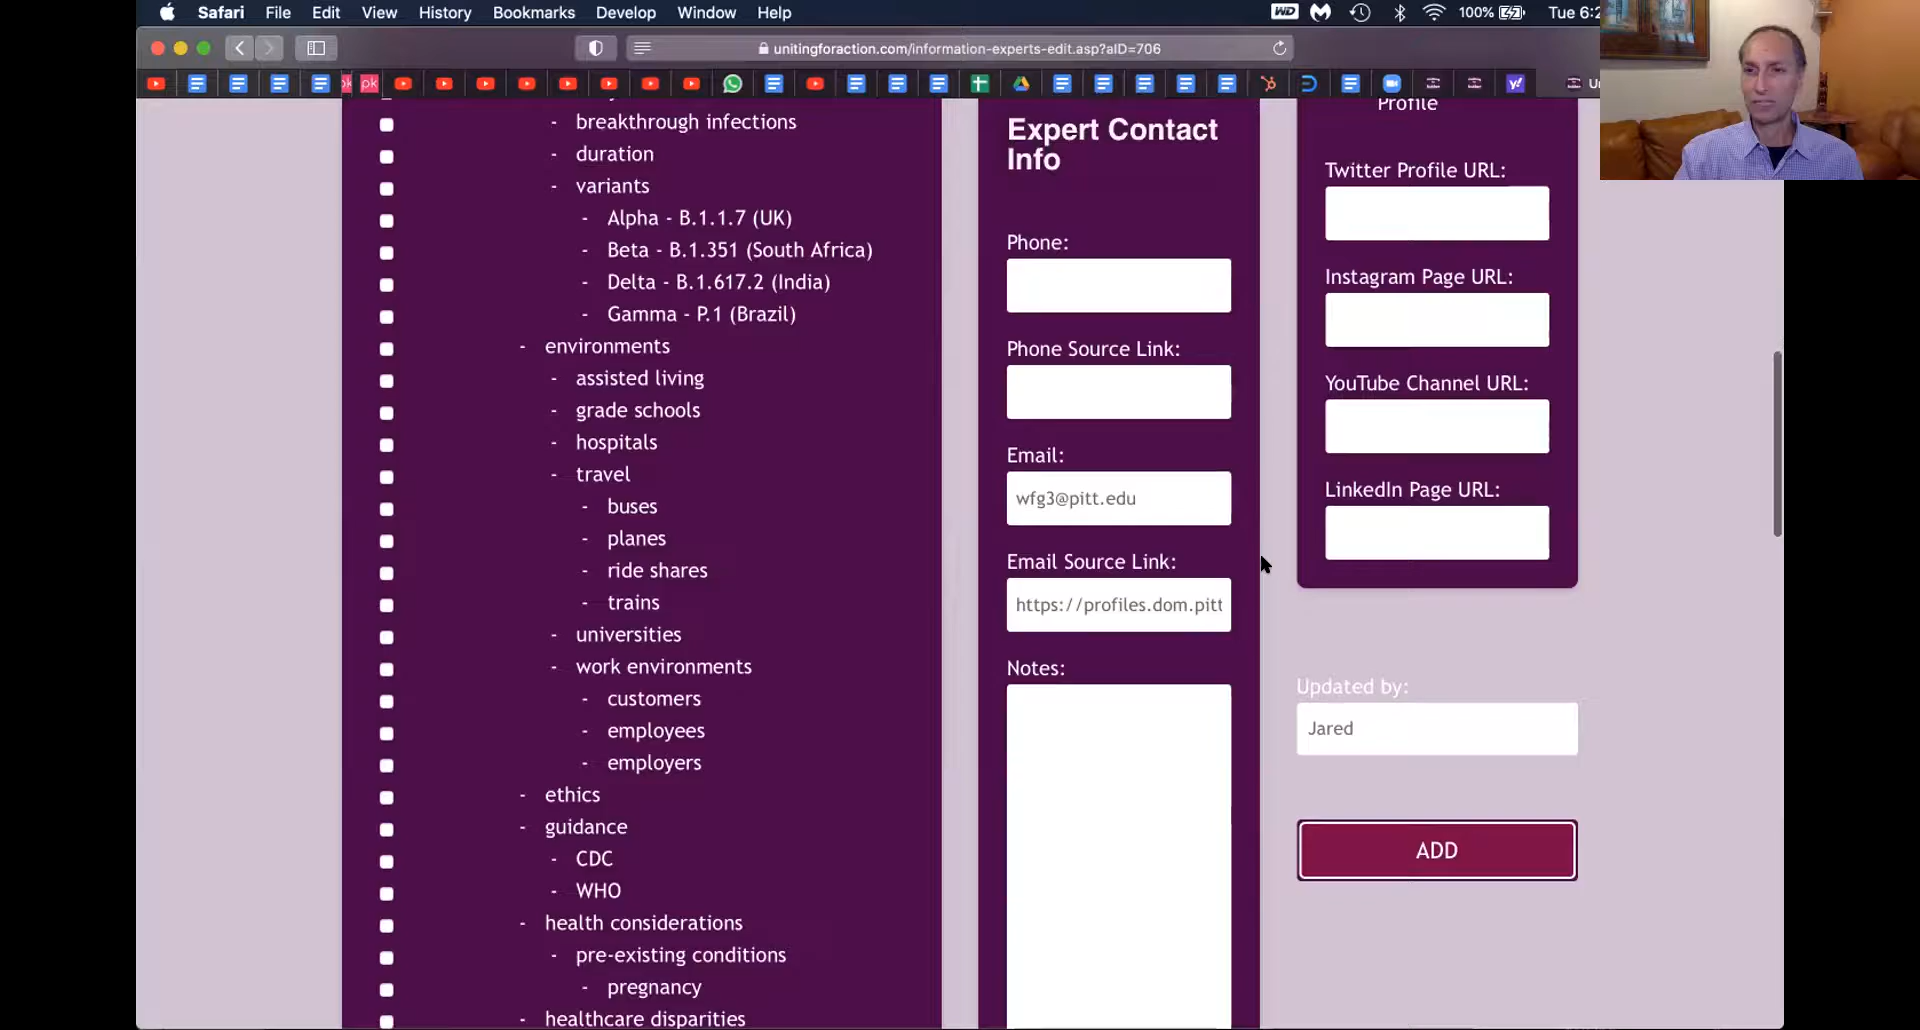 Safari File Edit View History Bookmarks Develop Window Help
WD 100% Tue 6:2
unitingforaction.com/information-experts-edit.asp?aID=706
pk
y!
breakthrough infections
- duration
- variants
- Alpha - B.1.1.7 (UK)
- Beta - B.1.351 (South Africa)
- Delta - B.1.617.2 (India)
- Gamma - P.1 (Brazil)
- environments
- assisted living
- grade schools
- hospitals
- travel
- buses
- planes
- ride shares
- trains
- universities
- work environments
- customers
- employees
- employers
- ethics
- guidance
- CDC
- WHO
- health considerations
- pre-existing conditions
- pregnancy
- healthcare disparities
Expert Contact
Info
Phone:
Phone Source Link:
Email:
wfg3@pitt.edu
Email Source Link:
https://profiles.dom.pitt
Notes:
Profile
Twitter Profile URL:
Instagram Page URL:
YouTube Channel URL:
LinkedIn Page URL:
Updated by:
Jared
ADD